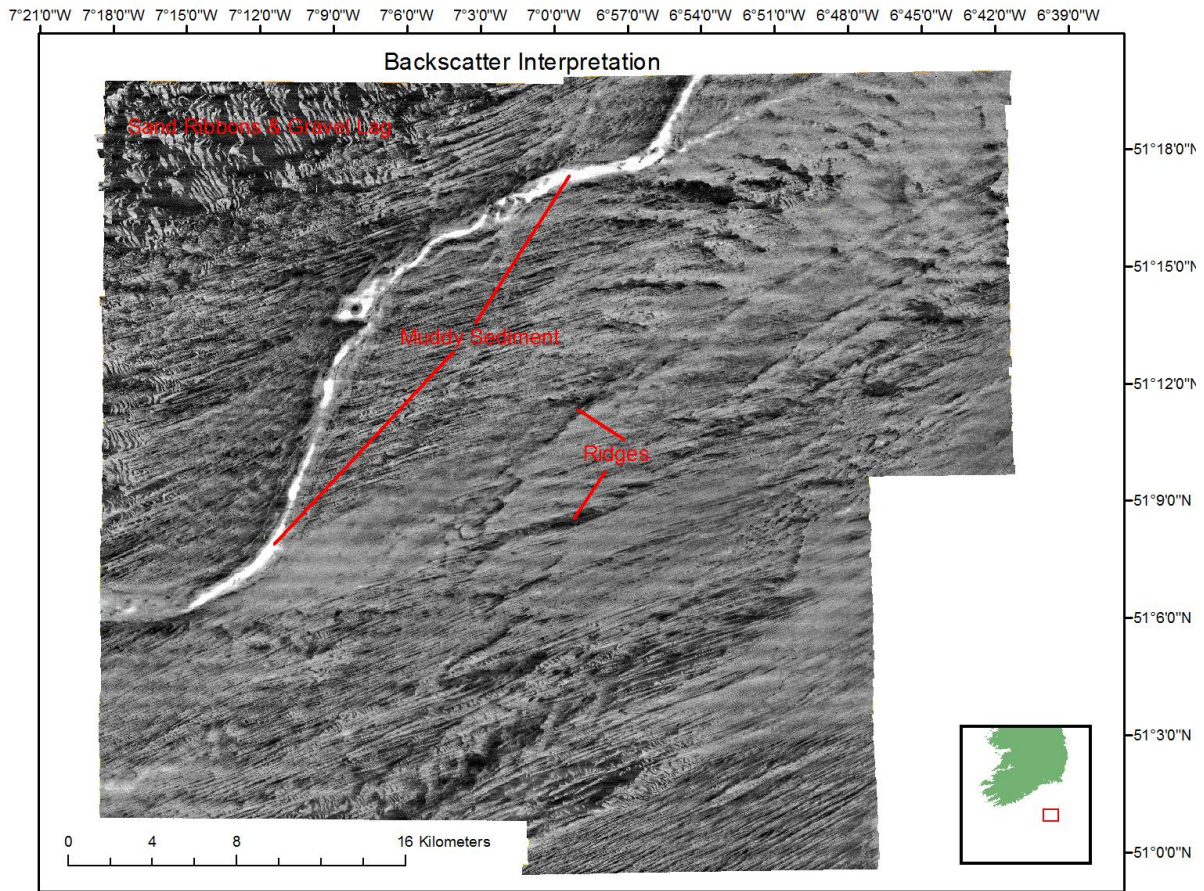 7°21'0"W 7°18'0"W 7°15'0"W 7°12'0"W 7°9'0"W 7°6'0"W 7°3'0"W 7°0'0"W 6°57'0"W 6°54'0"W 6°51'0"W 6°48'0"W 6°45'0"W 6°42'0"W 6°39'0"W
Backscatter Interpretation
Sand Ribbons & Gravel Lag
51°18'0"N
51°15'0"N
Muddy Sediment
51°12'0"N
Ridges
51°9'0"N
51°6'0"N
51°3'0"N
0 4 8 16 Kilometers
51°0'0"N